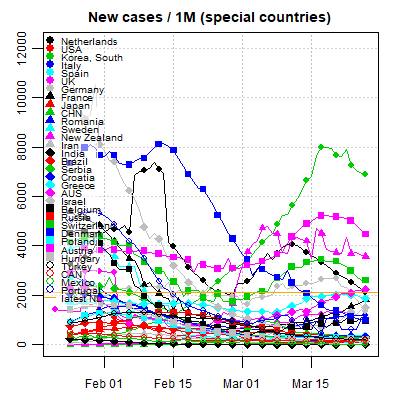 New cases / 1M (special countries)
12000
10000
8000
6000
4000
2000
0
Netherlands
USA
Korea, South
Italy
Spain
UK
Germany
France
Japan
CHN
Romania
Sweden
New Zealand
Iran
India
Brazil
Serbia
Croatia
Greece
AUS
Israel
Belgium
Russia
Switzerland
Denmark
Poland
Austria
Hungary
Turkey
CAN
Mexico
Portugal
latest NL
Feb 01
Feb 15
Mar 01
Mar 15